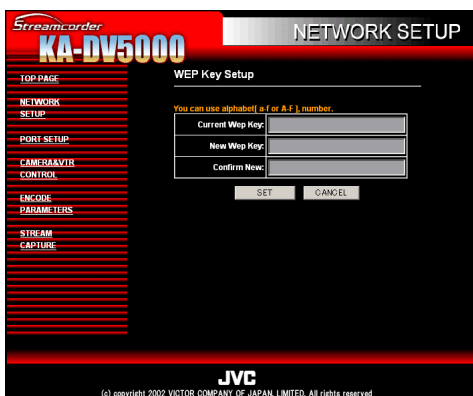 Streamcorder
KA-DV5000
NETWORK SETUP
TOP PAGE
NETWORK
SETUP
PORT SETUP
CAMERA&VTR
CONTROL
ENCODE
PARAMETERS
STREAM
CAPTURE
WEP Key Setup
You can use alphabet[ a-f or A-F ], number.
Current Wep Key:
New Wep Key:
Confirm New:
SET CANCEL
JVC
(c) copyright 2002 VICTOR COMPANY OF JAPAN, LIMITED. All rights reserved